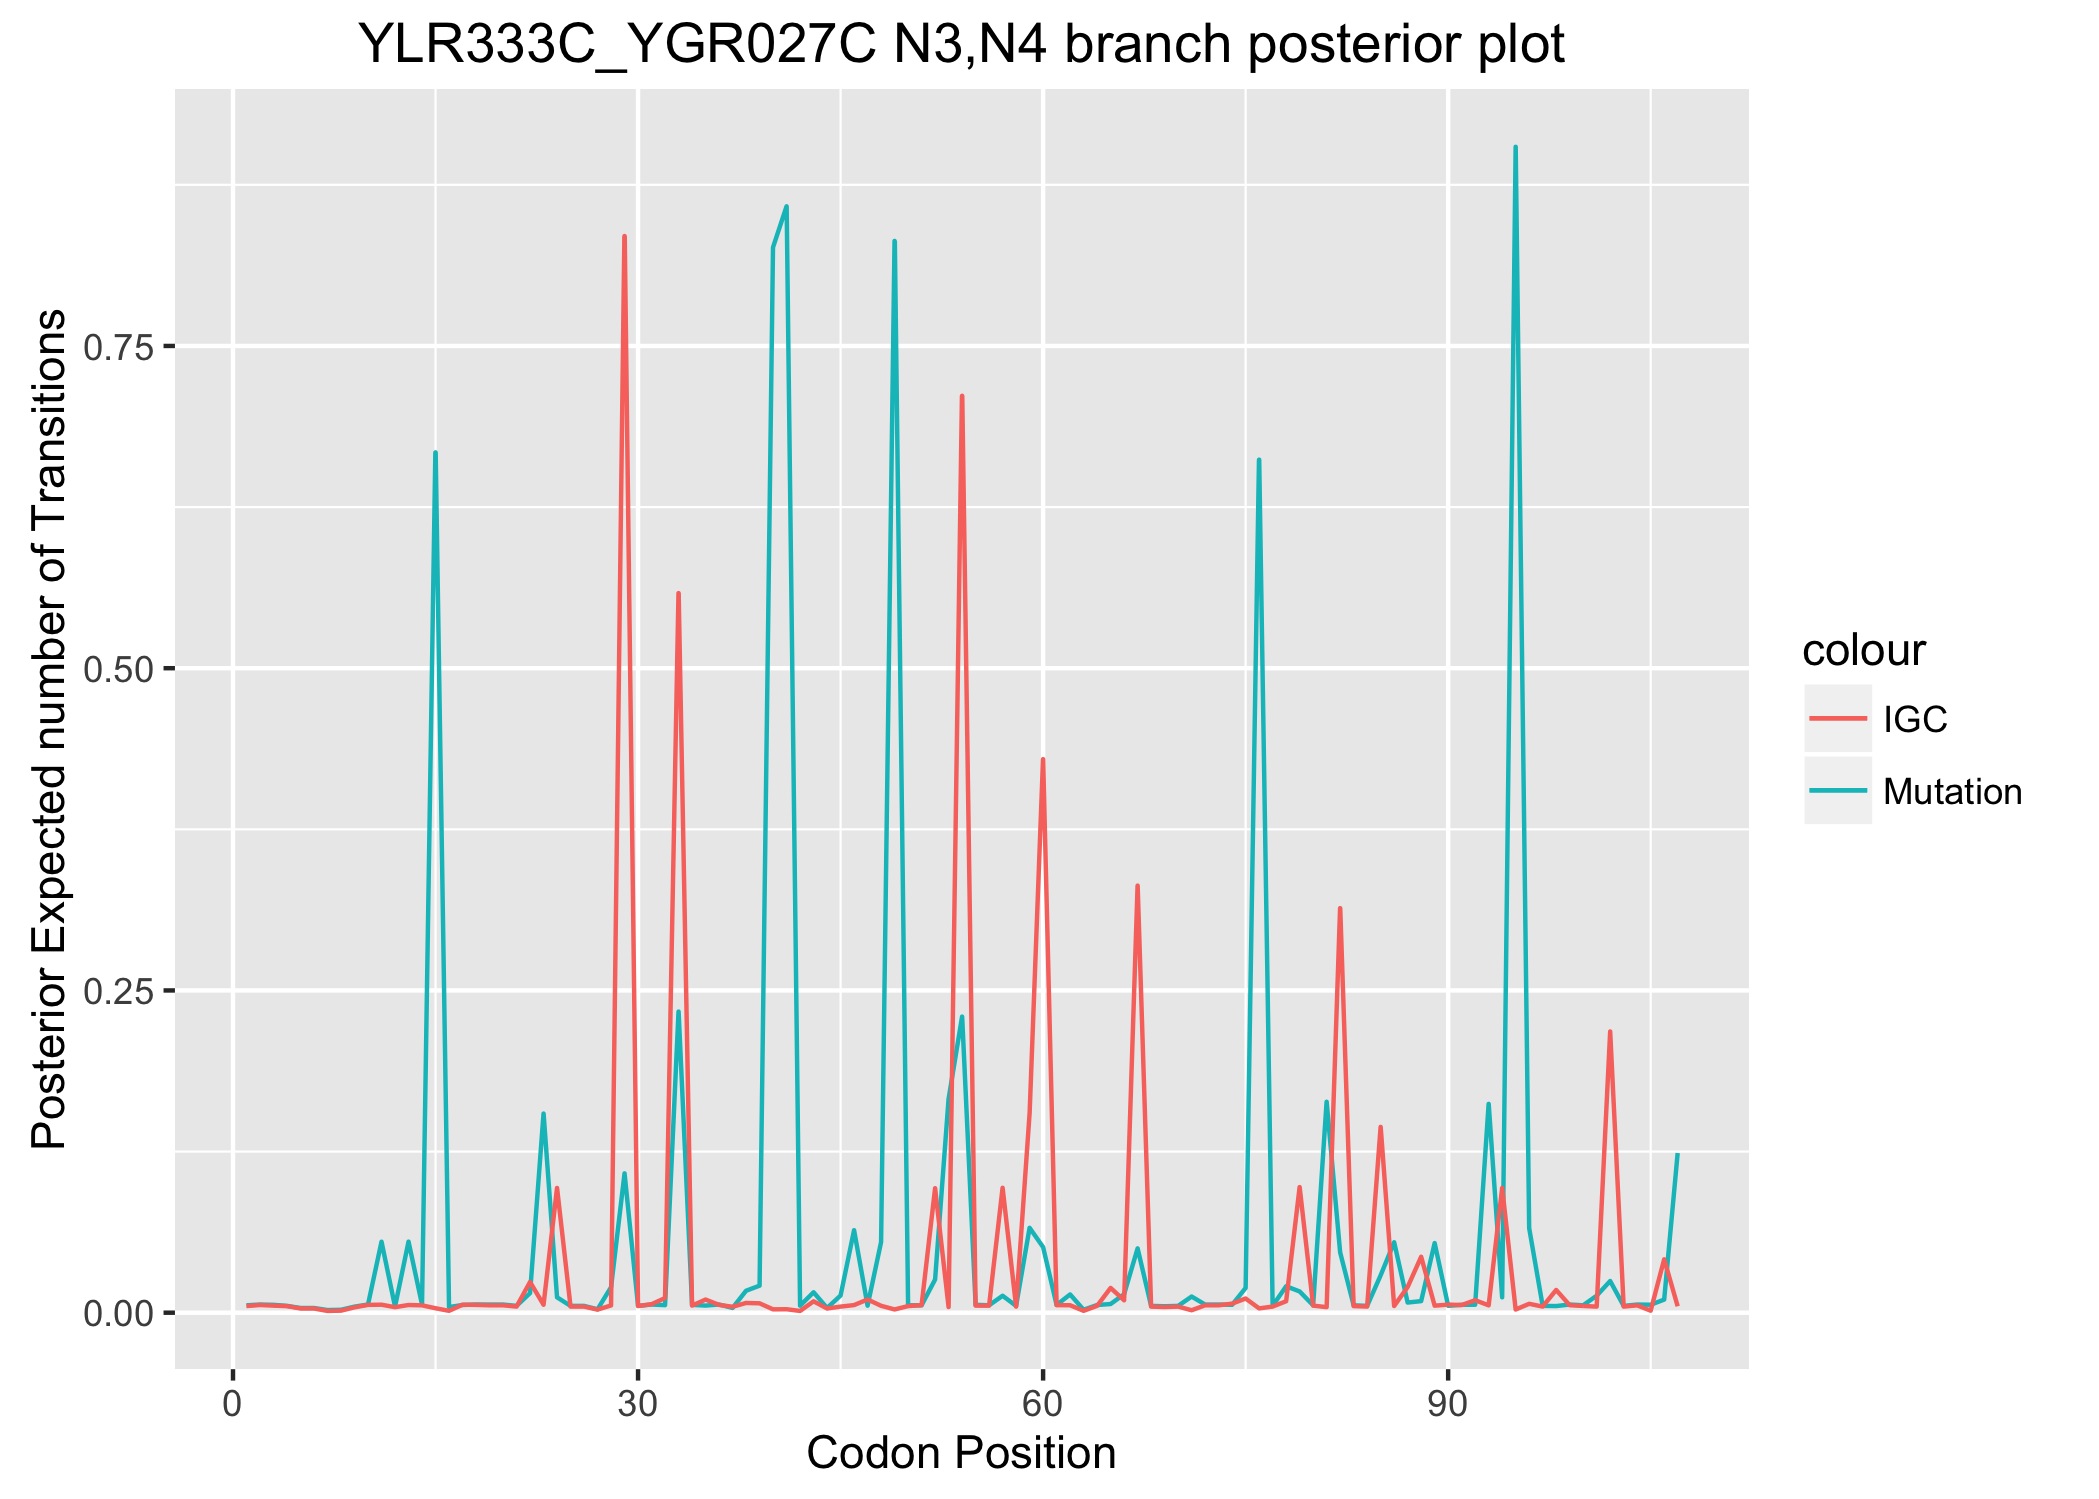 YLR333C_YGR027C N3,N4 branch posterior plot
Posterior Expected number of Transitions
0.75
0.50
0.25
0.00
0 30 60 90
Codon Position
colour
IGC
Mutation